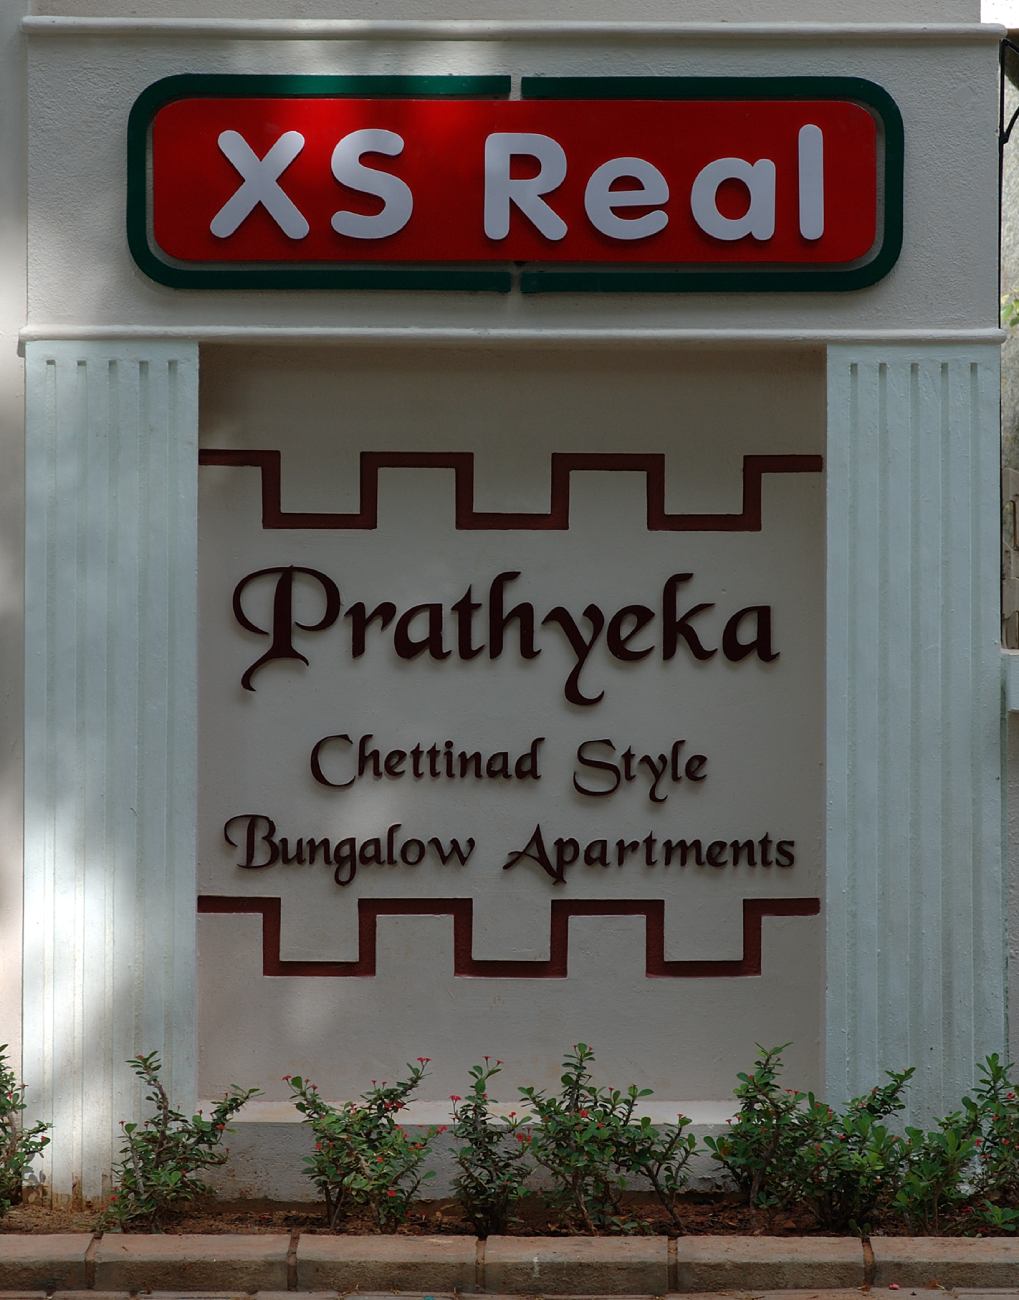 XS Real
Prathyeka
Chettinad Style
Bungalow Apartments